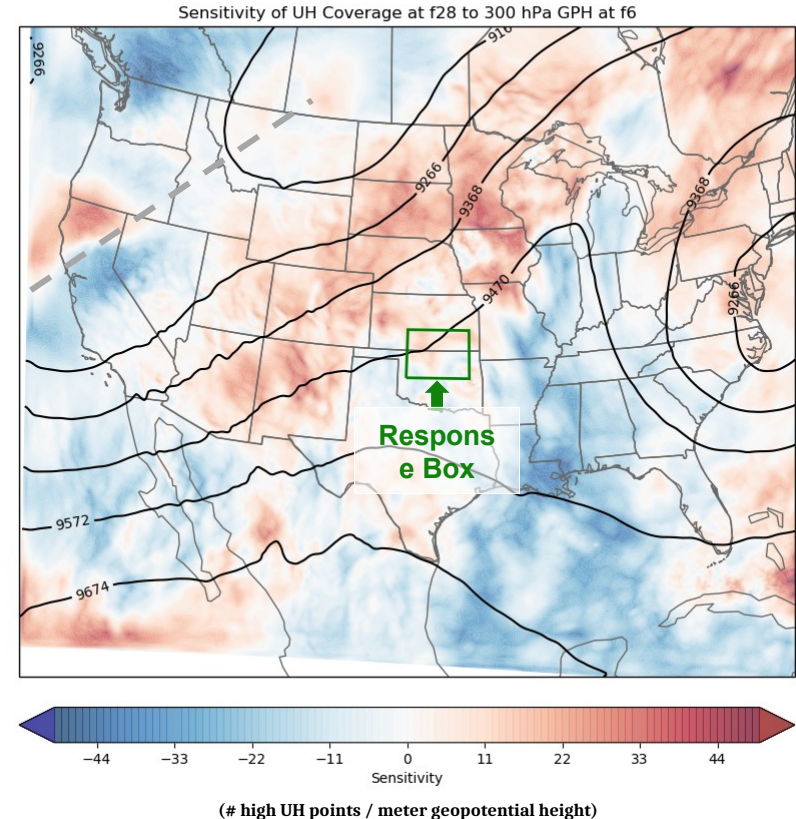 Sensitivity of UH Coverage at f28 to 300 hPa GPH at f6
9266
916
9266
9368
9368
9470
9266
Respons
e Box
9572
9674
−44 −33 −22 −11 0 11 22 33 44
Sensitivity
(# high UH points / meter geopotential height)